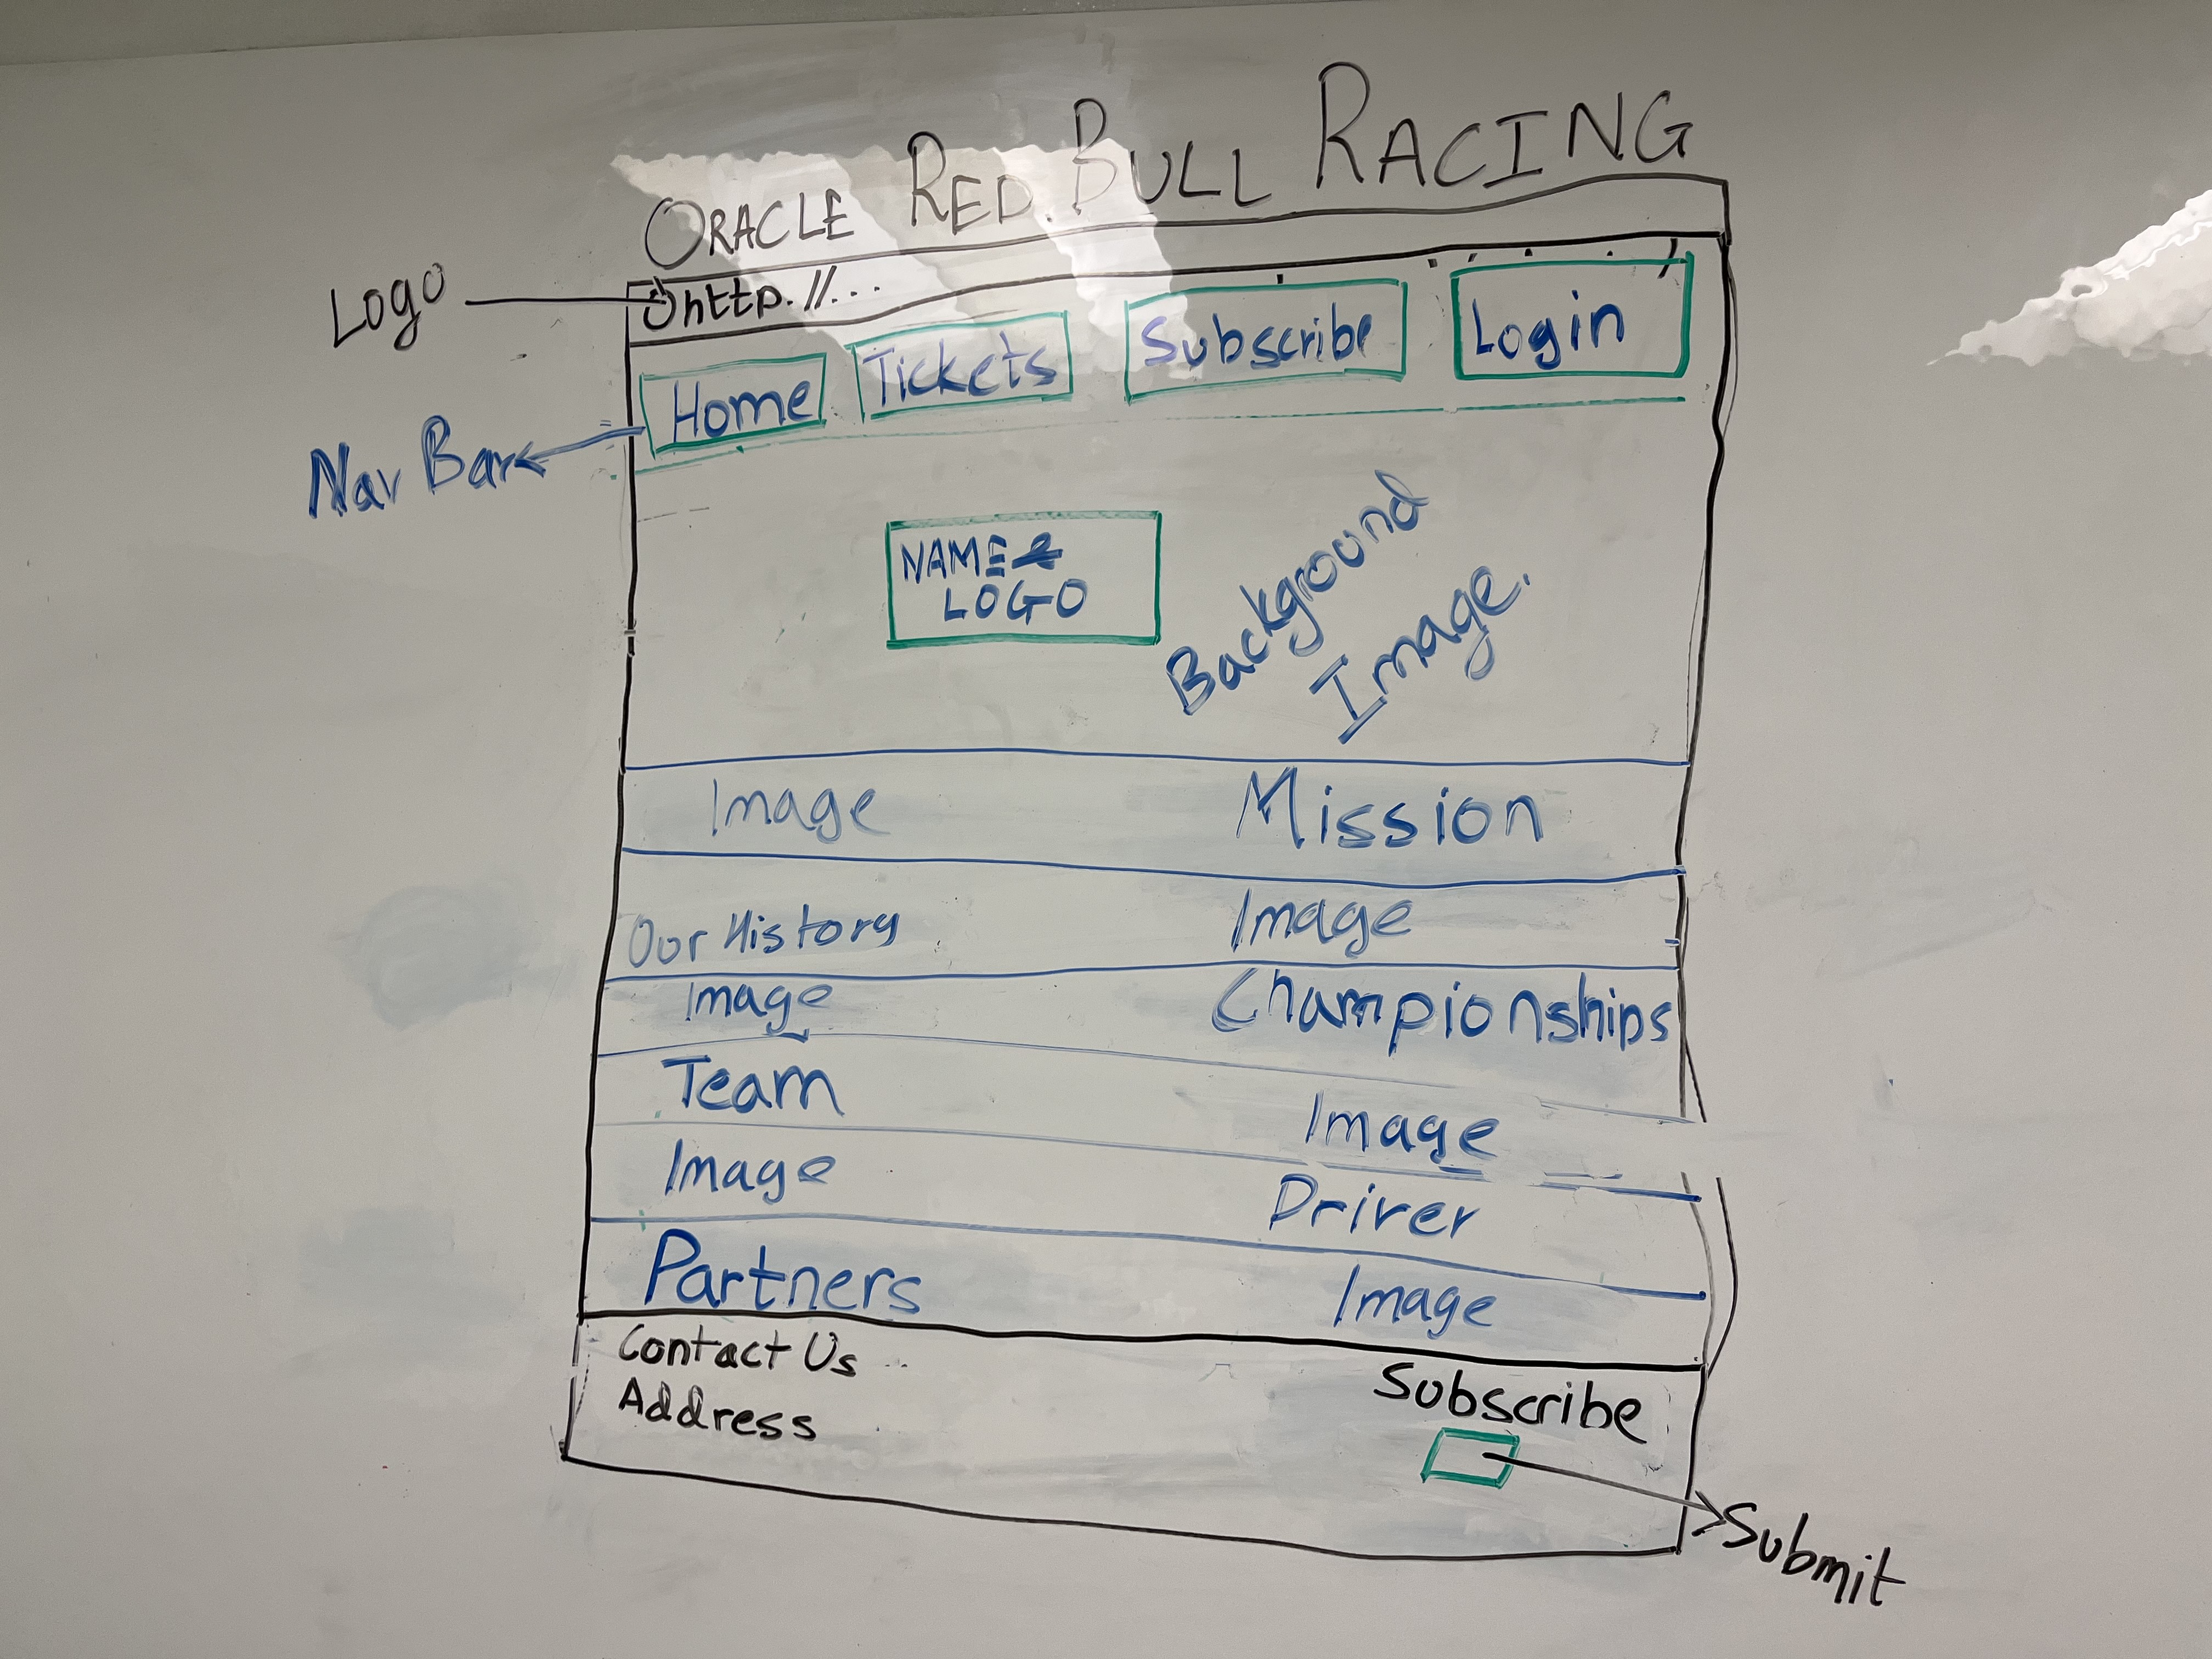 ORACLE RED BULL RACING
Logo
http://...
Home Tickets Subscribe Login
Nav Bar
NAME &
LOGO
Background
Image.
Image Mission
Our History Image
Image Championships
Team Image
Image Driver
Partners Image
Contact Us
Address
Subscribe
Submit